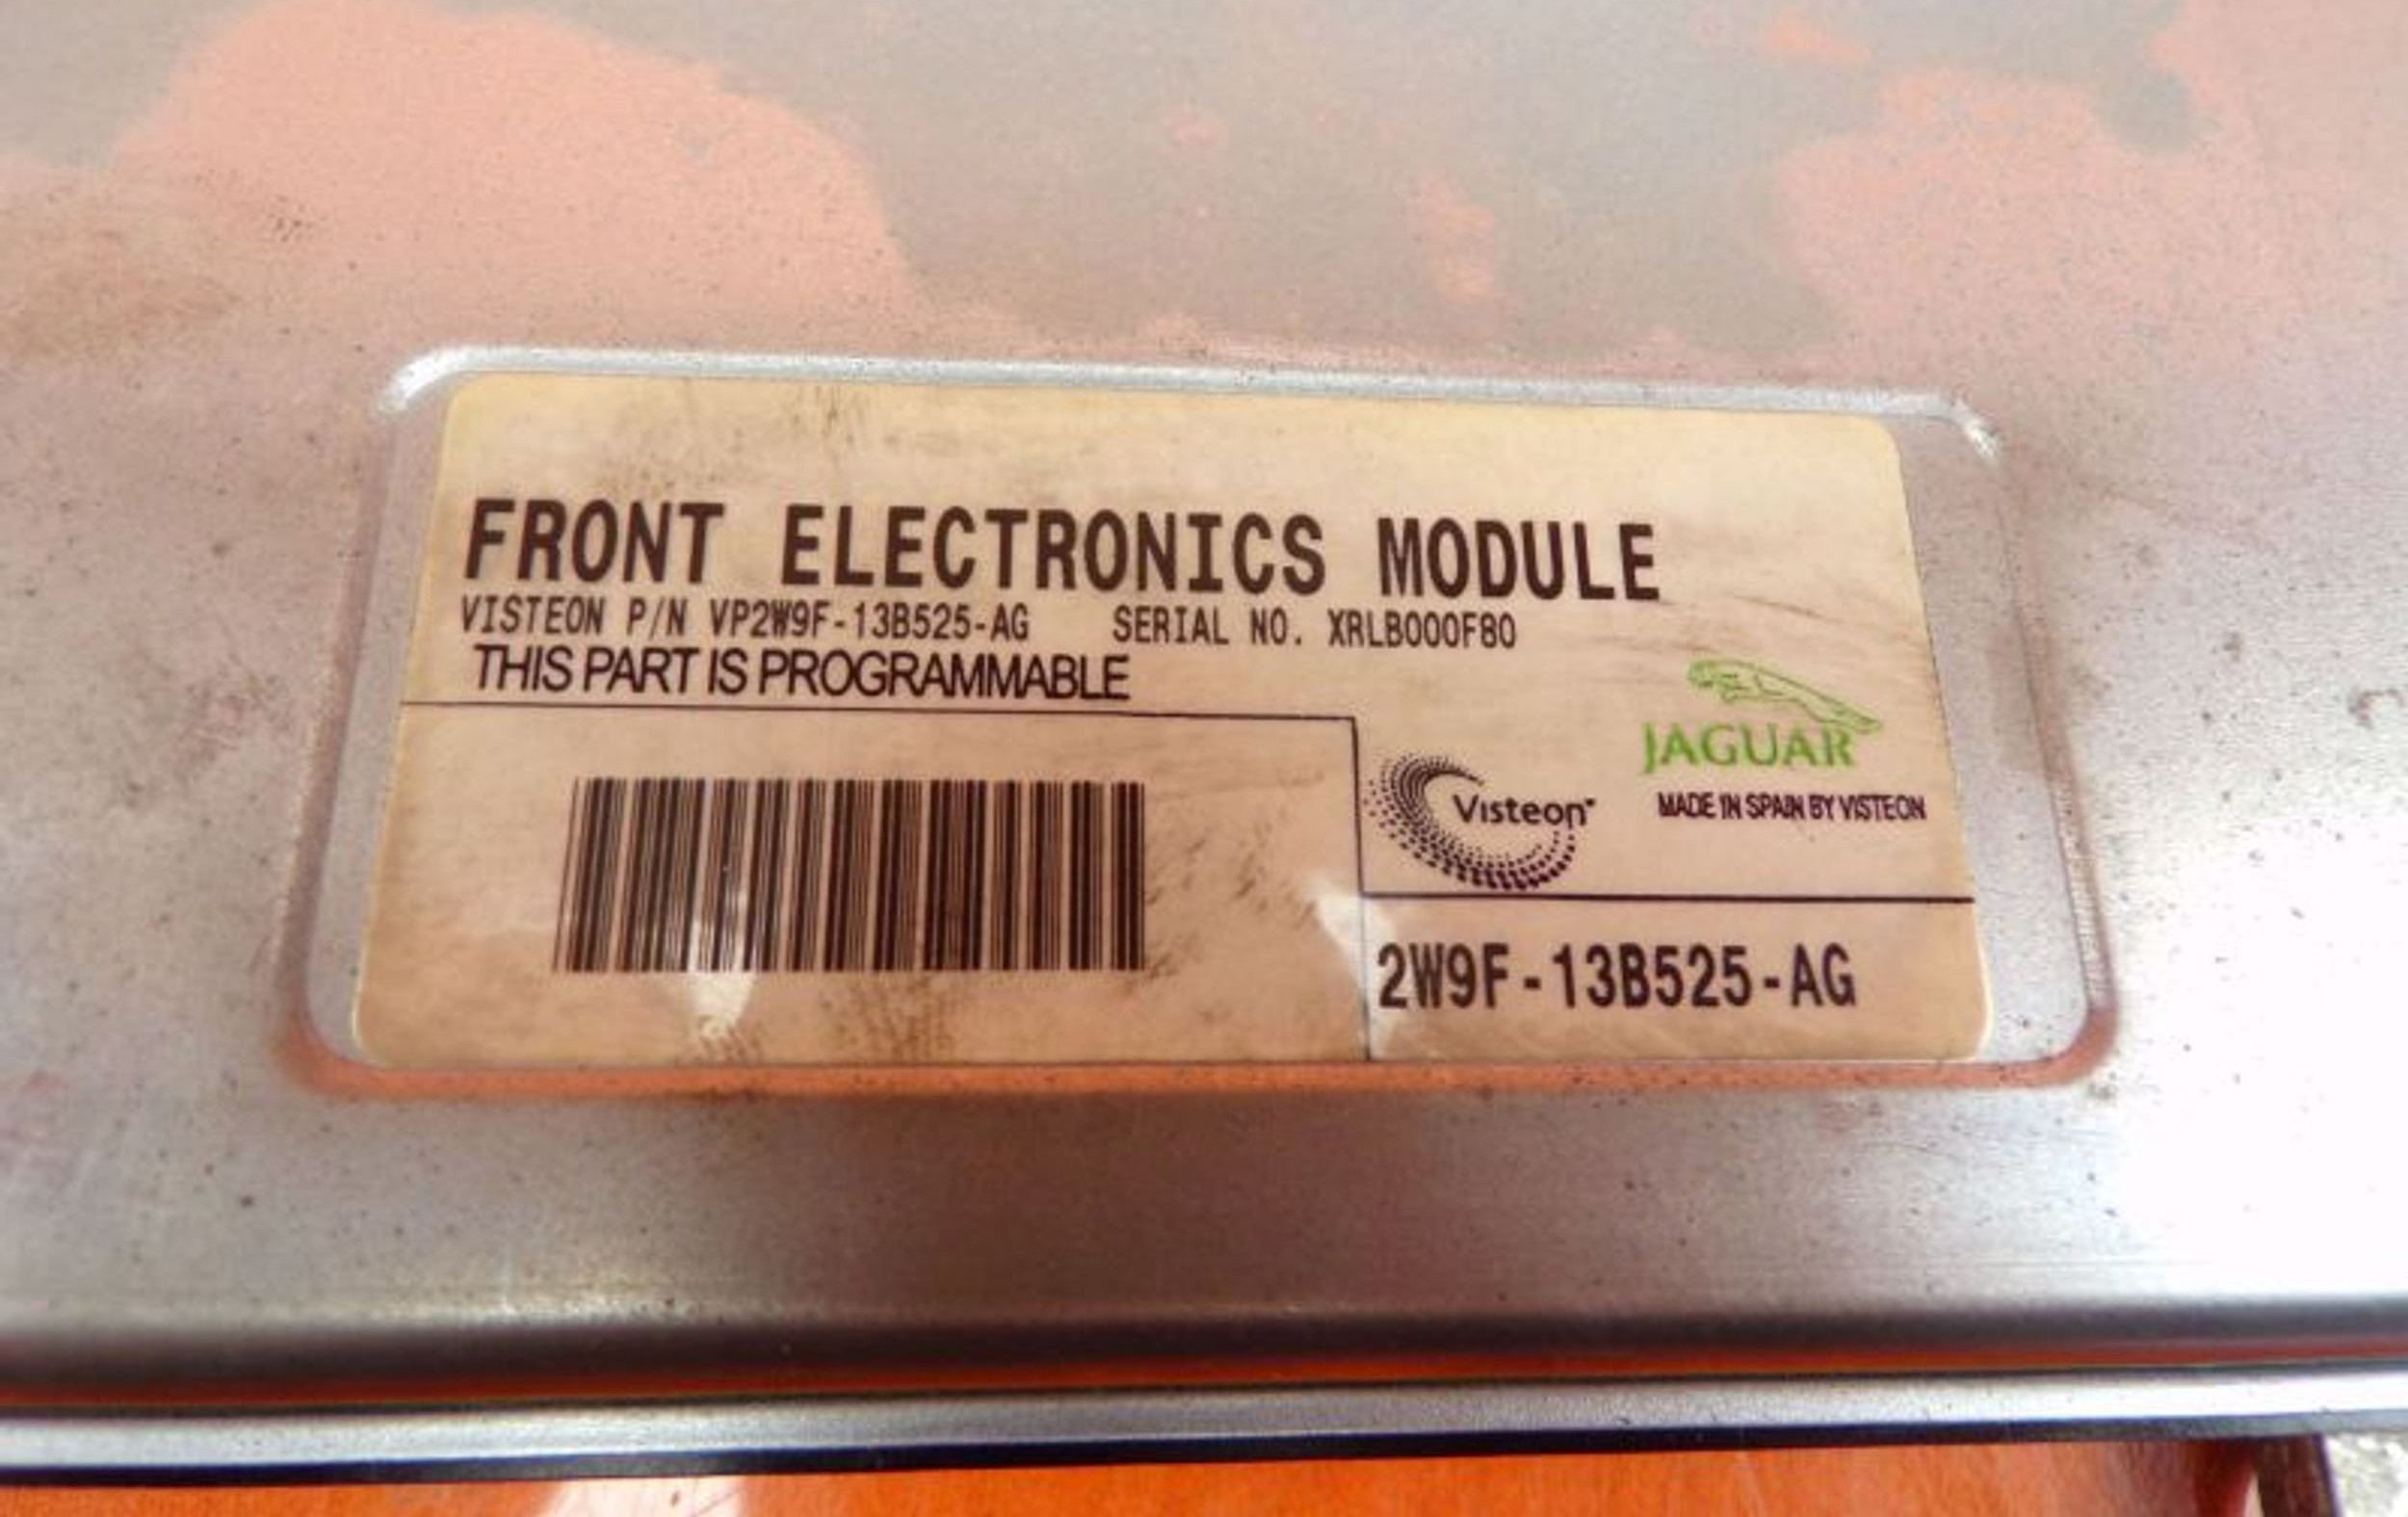 FRONT ELECTRONICS MODULE
VISTEON P/N VP2W9F-13B525-AG SERIAL NO. XRLB000F80
THIS PART IS PROGRAMMABLE
JAGUAR
Visteon
MADE IN SPAIN BY VISTEON
2W9F-13B525-AG